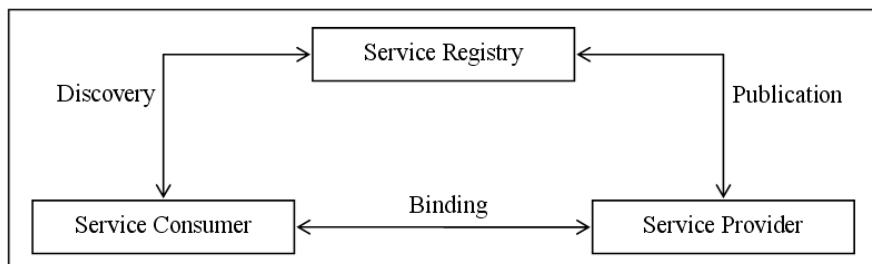 Service Registry
Discovery
Publication
Binding
Service Consumer
Service Provider